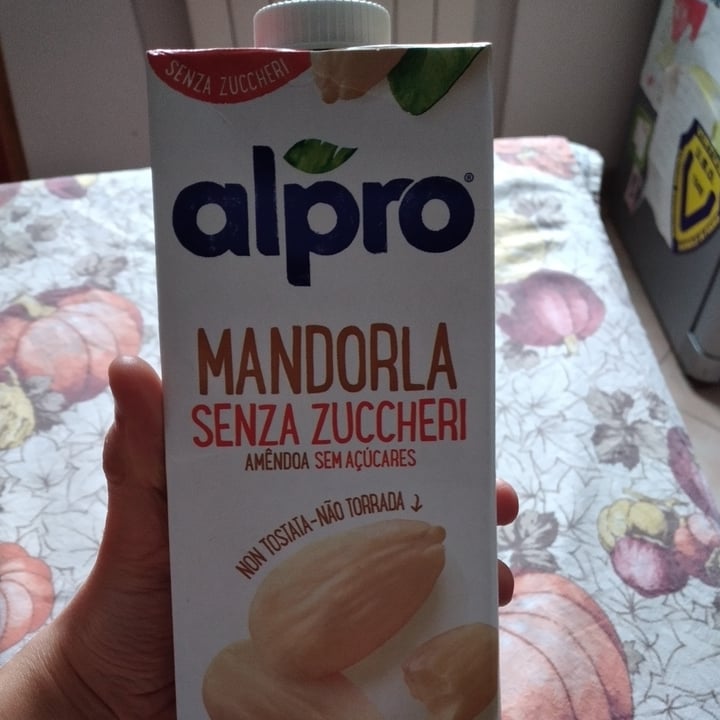 SENZA ZUCCHERI
alpro®
MANDORLA
SENZA ZUCCHERI
AMÊNDOA SEM AÇÚCARES
NON TOSTATA-NÃO TORRADA